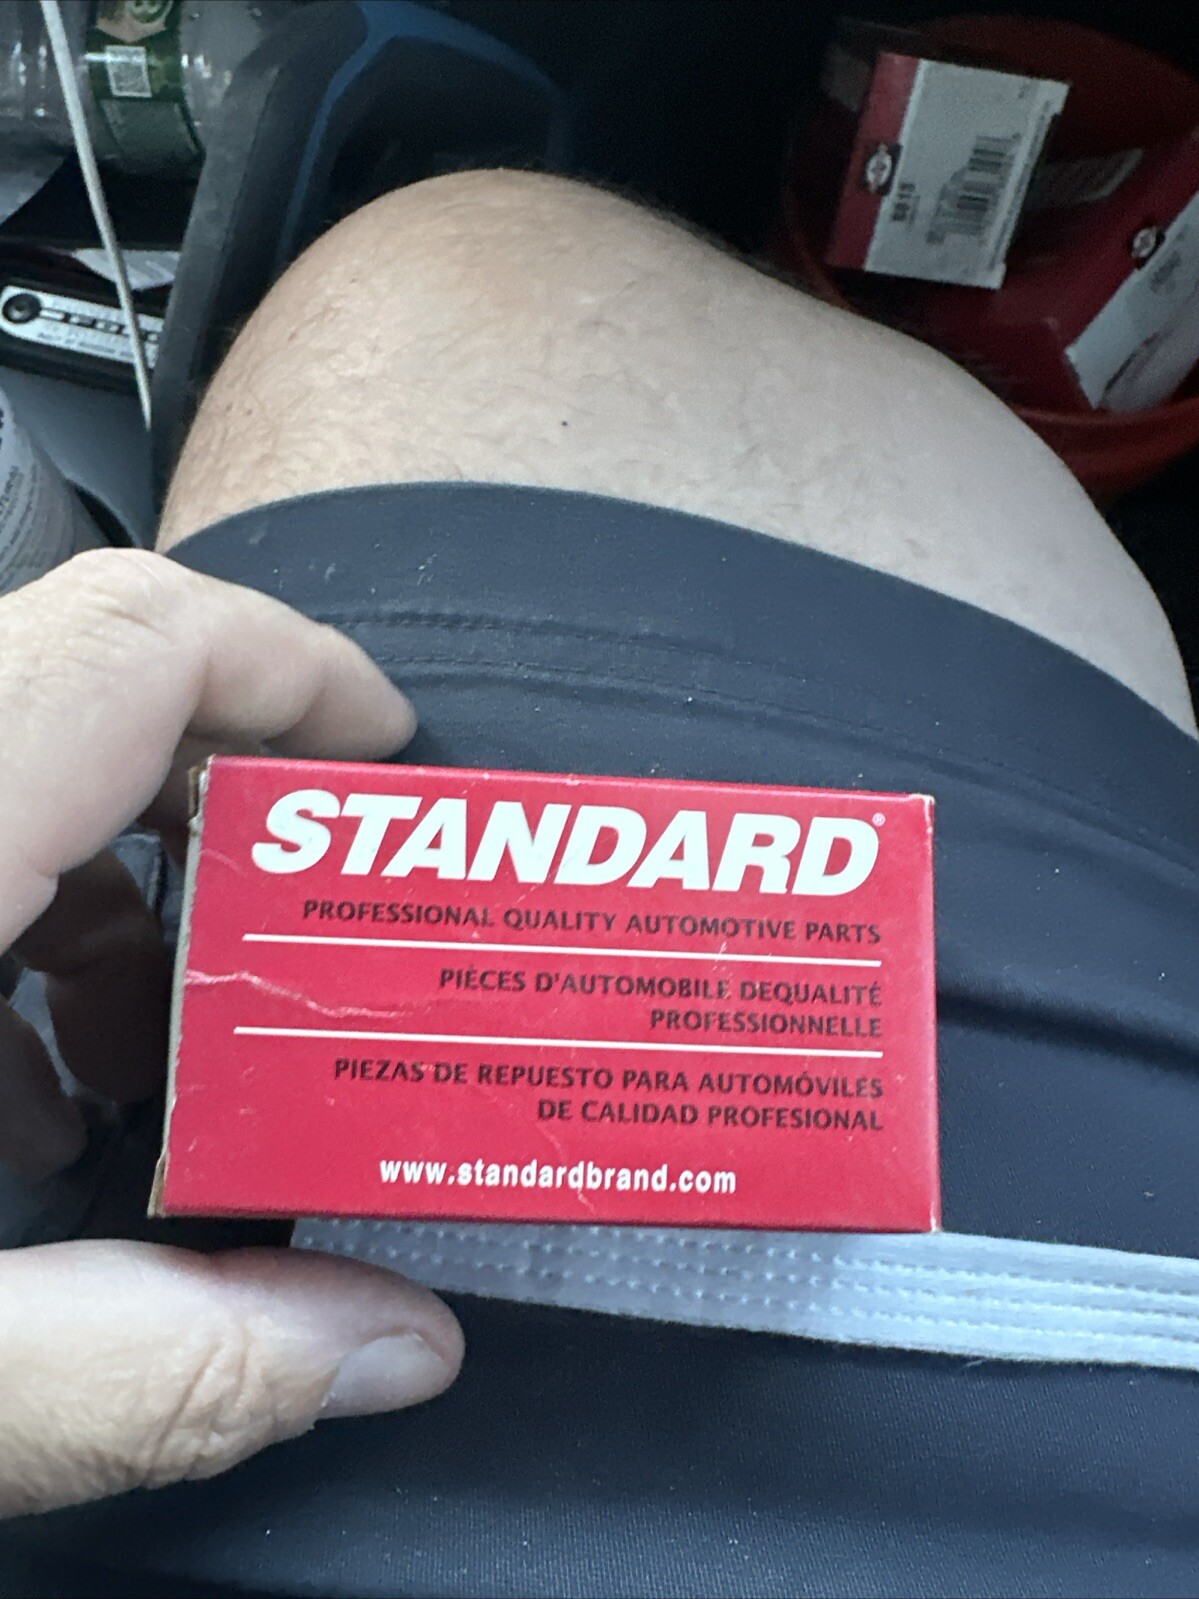 STANDARD®
PROFESSIONAL QUALITY AUTOMOTIVE PARTS
PIÈCES D'AUTOMOBILE DEQUALITÉ
PROFESSIONNELLE
PIEZAS DE REPUESTO PARA AUTOMÓVILES
DE CALIDAD PROFESIONAL
www.standardbrand.com